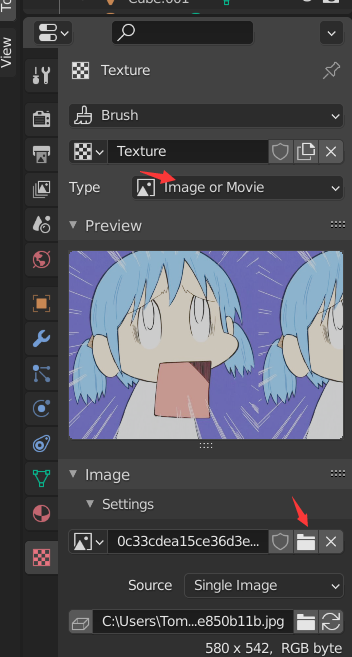 Cube.001
To
View
Texture
Brush
Texture
Type
Image or Movie
Preview
Image
Settings
0c33cdea15ce36d3e...
Source
Single Image
C:\Users\Tom...e850b11b.jpg
580 x 542, RGB byte